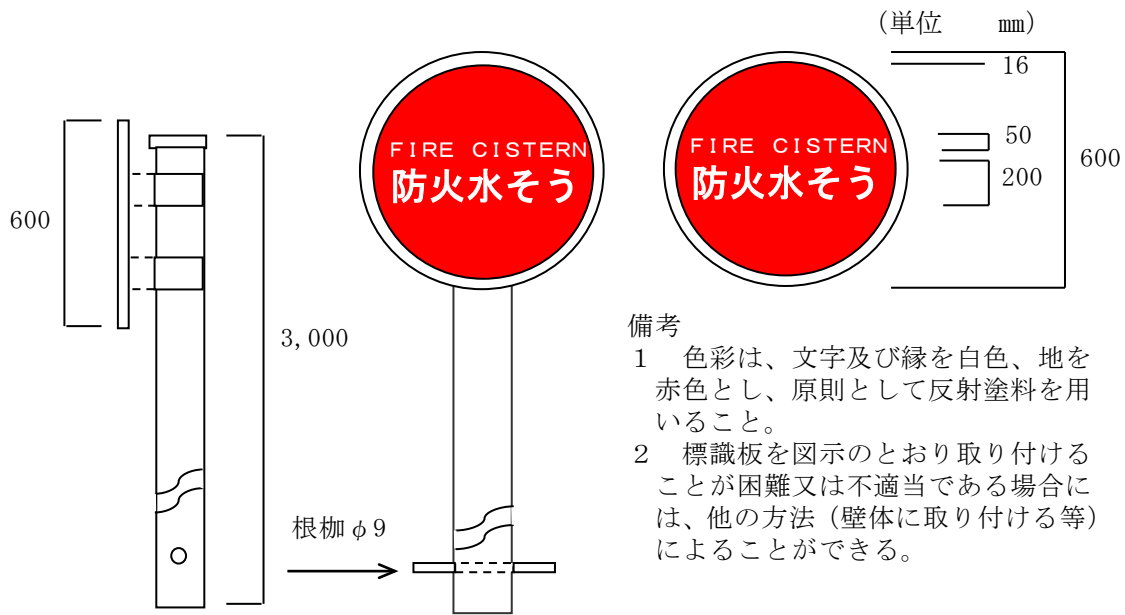 (単位 mm)
16
50
200
600
FIRE CISTERN
防火水そう
FIRE CISTERN
防火水そう
600
3,000
根枷φ9
備考
1 色彩は、文字及び縁を白色、地を
赤色とし、原則として反射塗料を用
いること。
2 標識板を図示のとおり取り付ける
ことが困難又は不適当である場合に
は、他の方法（壁体に取り付ける等）
によることができる。